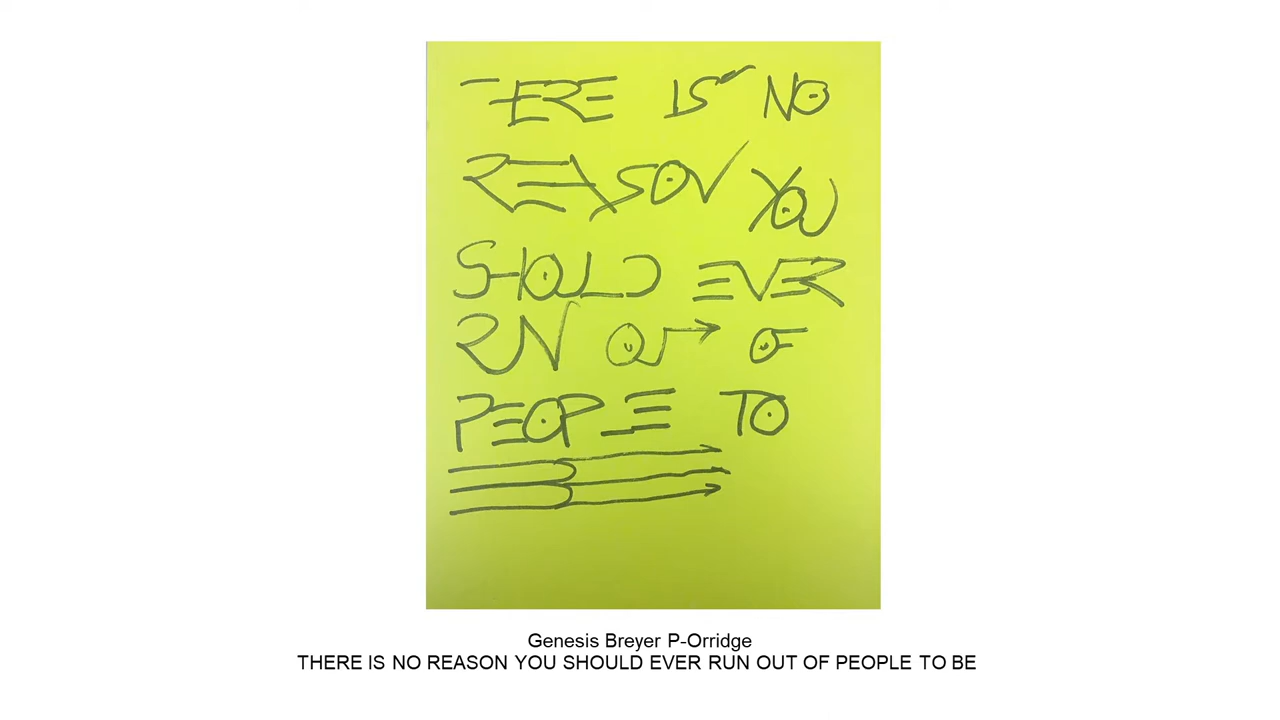 THERE IS NO
REASON YOU
SHOULD EVER
RUN OUT OF
PEOPLE TO
BE
Genesis Breyer P-Orridge
THERE IS NO REASON YOU SHOULD EVER RUN OUT OF PEOPLE TO BE